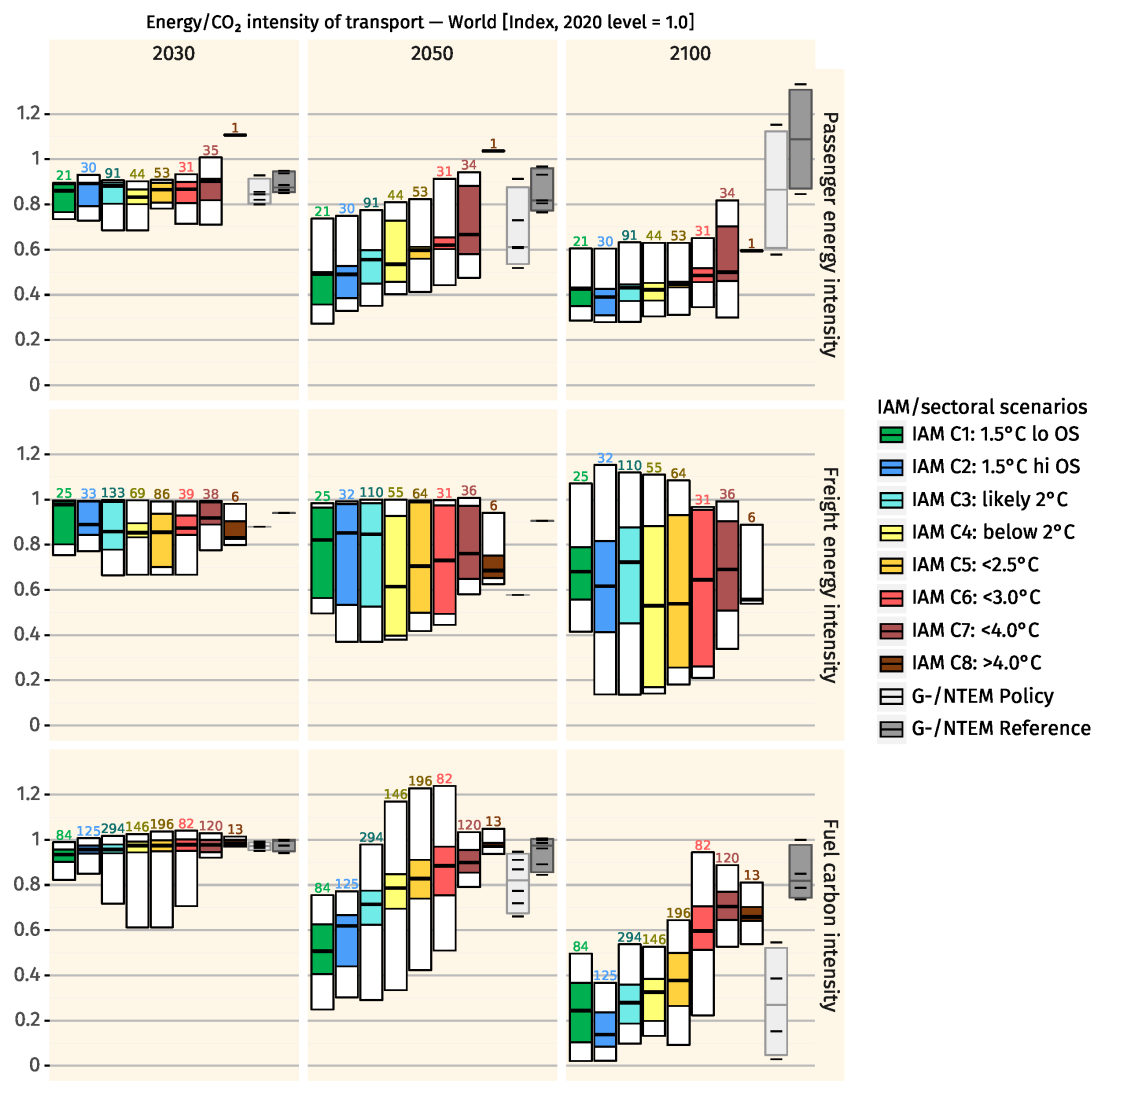 Energy/CO₂ intensity of transport — World [Index, 2020 level = 1.0]
2030 2050 2100
1.2
1
0.8
0.6
0.4
0.2
0
21 30 91 44 53 31 35 1
21 30 91 44 53 31 34 1
21 30 91 44 53 31 34 1
Passenger energy intensity
1.2
1
0.8
0.6
0.4
0.2
0
25 33 133 69 86 39 38 6
25 32 110 55 64 31 36 6
25 32 110 55 64 31 36 6
Freight energy intensity
1.2
1
0.8
0.6
0.4
0.2
0
84 125 294 146 196 82 120 13
84 125 294 146 196 82 120 13
84 125 294 146 196 82 120 13
Fuel carbon intensity
IAM/sectoral scenarios
IAM C1: 1.5°C lo OS
IAM C2: 1.5°C hi OS
IAM C3: likely 2°C
IAM C4: below 2°C
IAM C5: <2.5°C
IAM C6: <3.0°C
IAM C7: <4.0°C
IAM C8: >4.0°C
G-/NTEM Policy
G-/NTEM Reference